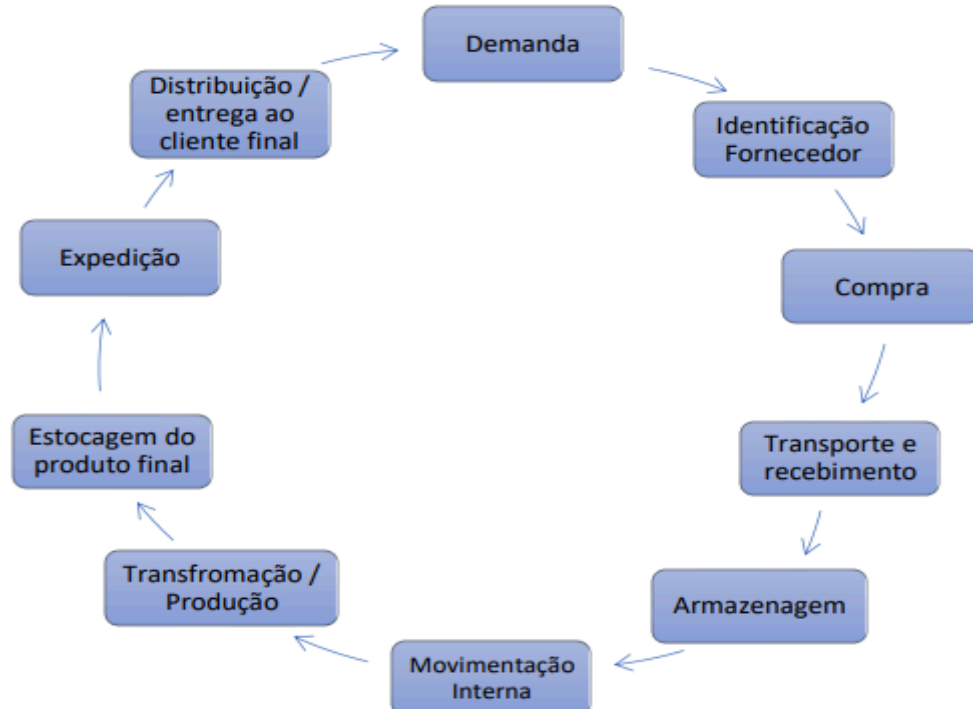 Demanda
Identificação
Fornecedor
Compra
Transporte e
recebimento
Armazenagem
Movimentação
Interna
Transfromação /
Produção
Estocagem do
produto final
Expedição
Distribuição /
entrega ao
cliente final